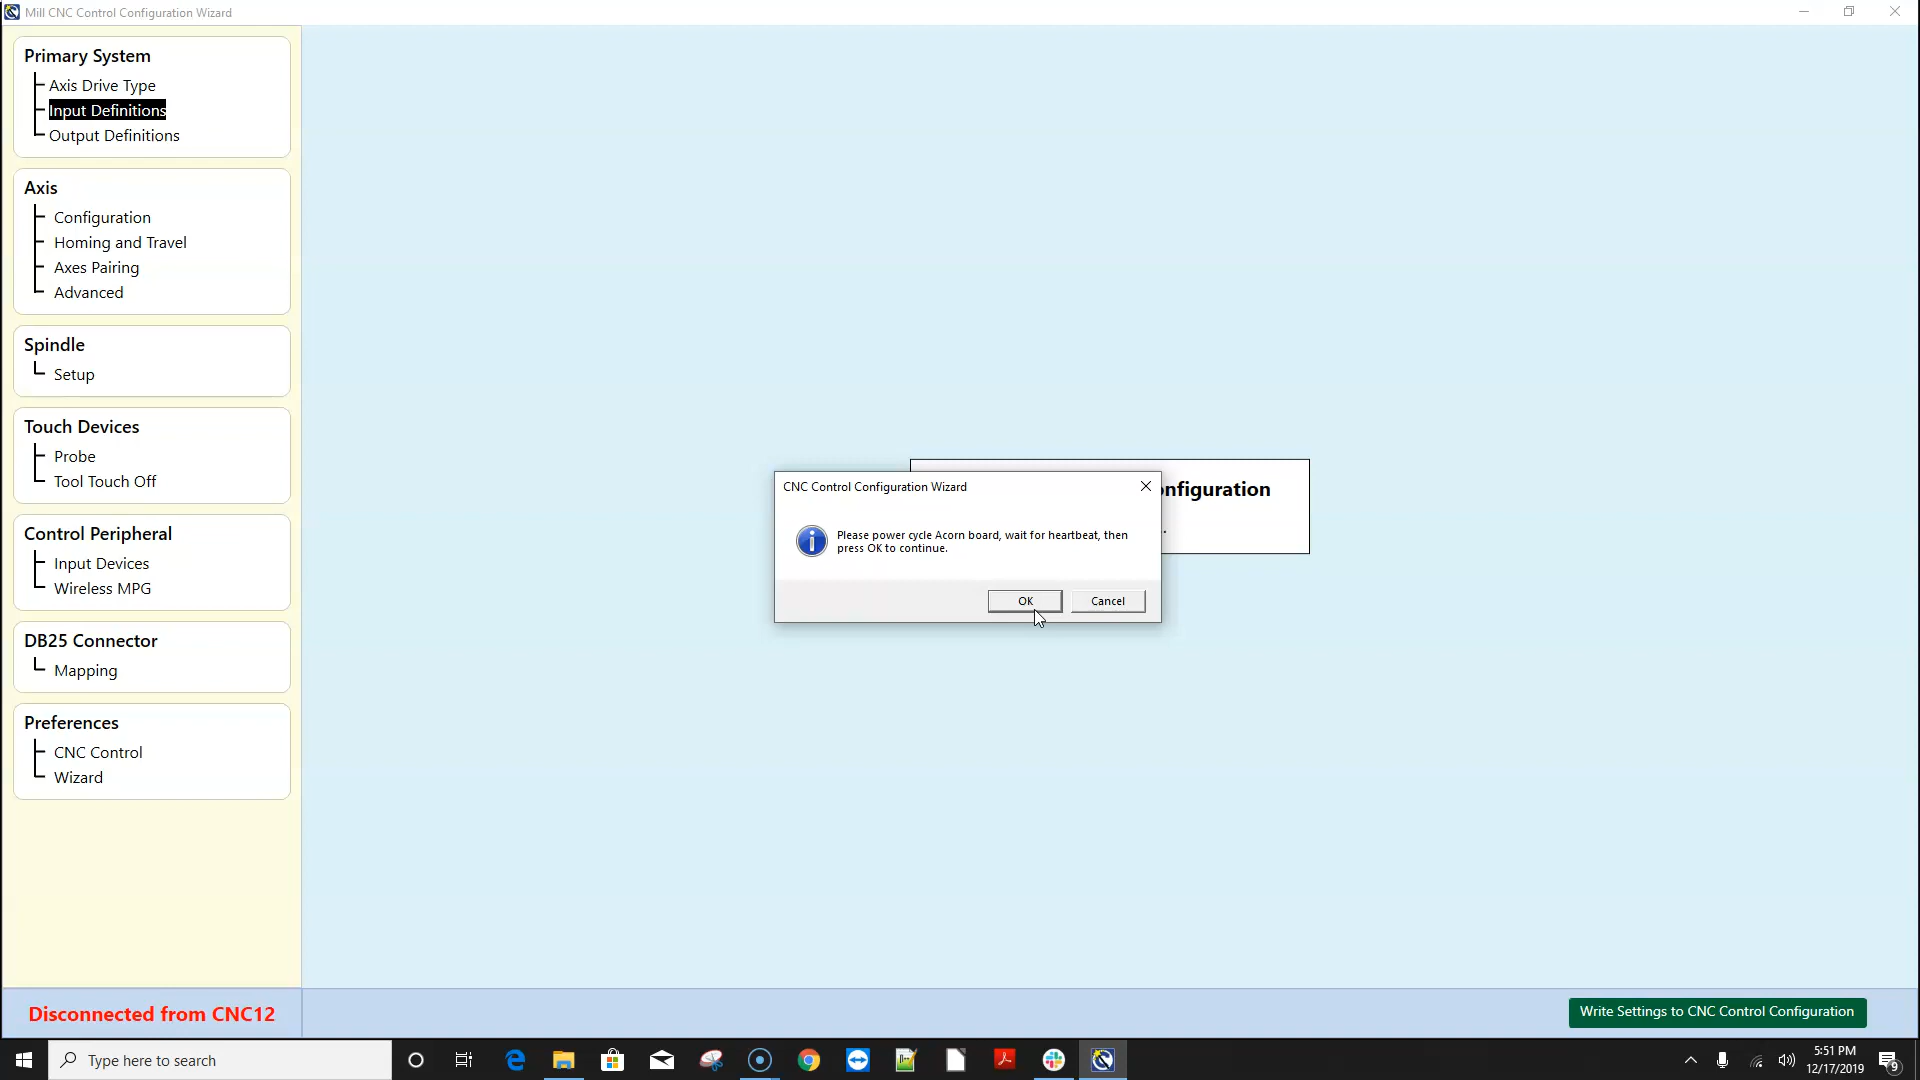 Mill CNC Control Configuration Wizard
Primary System
Axis Drive Type
Input Definitions
Output Definitions
Axis
Configuration
Homing and Travel
Axes Pairing
Advanced
Spindle
Setup
Touch Devices
Probe
Tool Touch Off
Control Peripheral
Input Devices
Wireless MPG
DB25 Connector
Mapping
Preferences
CNC Control
Wizard
onfiguration
CNC Control Configuration Wizard
Please power cycle Acorn board, wait for heartbeat, then
press OK to continue.
OK
Cancel
Disconnected from CNC12
Write Settings to CNC Control Configuration
Type here to search
5:51 PM
12/17/2019
9